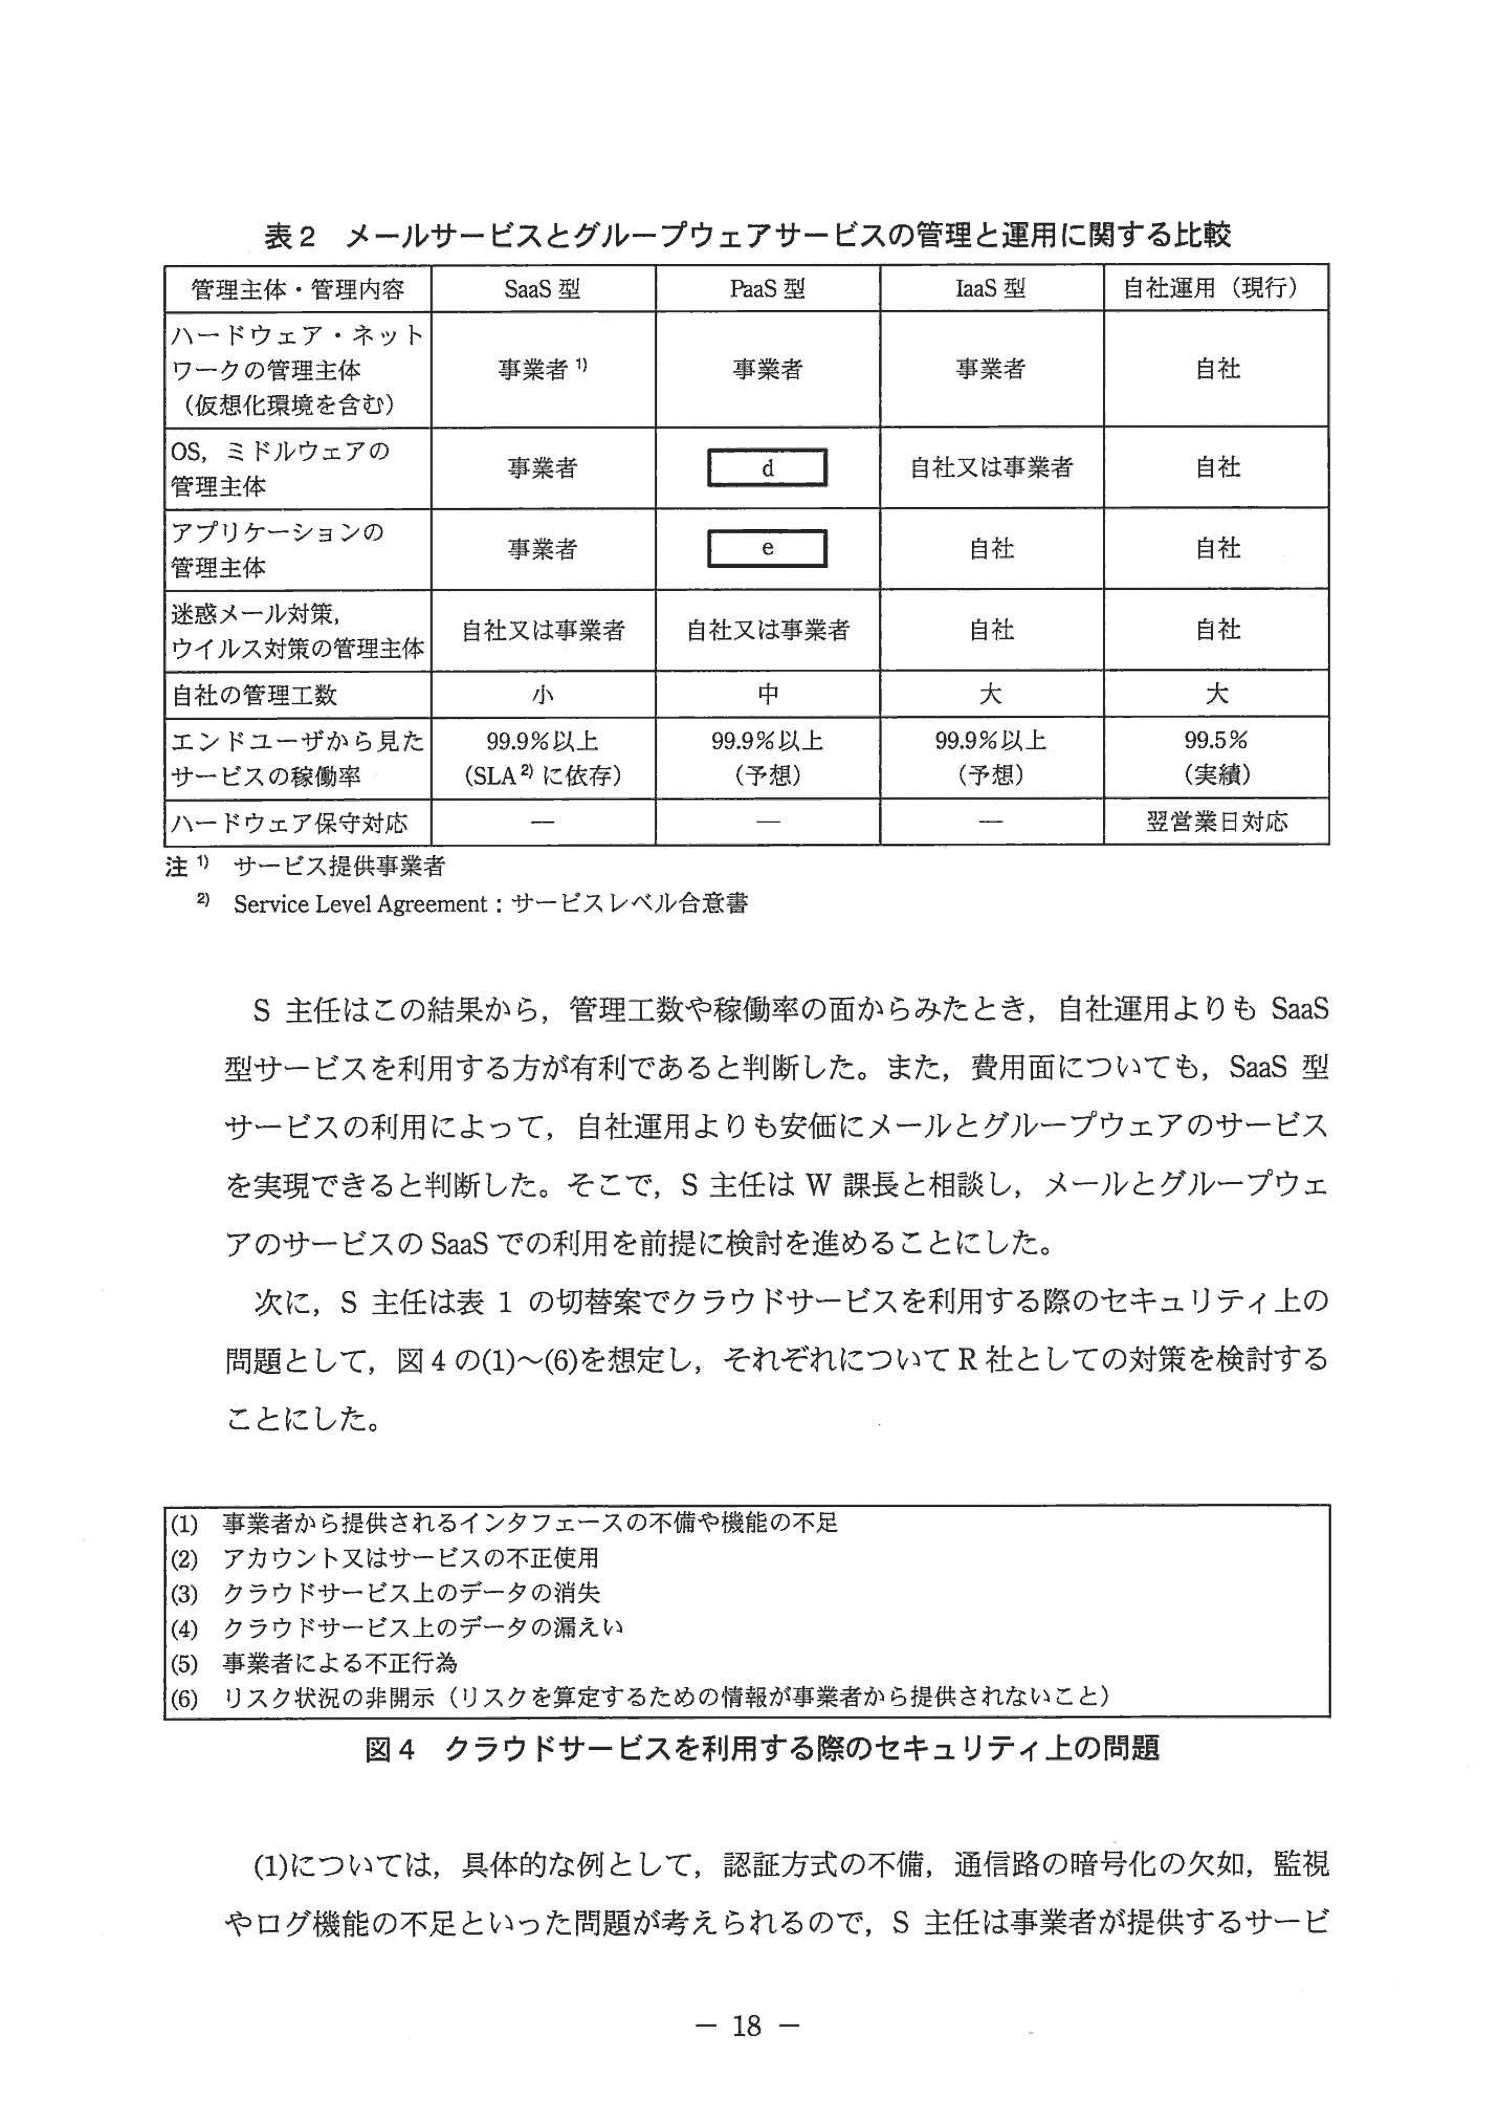 表2　メールサービスとグループウェアサービスの管理と運用に関する比較
管理主体・管理内容　SaaS 型　PaaS 型　IaaS 型　自社運用（現行）
ハードウェア・ネット
ワークの管理主体　事業者 1)　事業者　事業者　自社
（仮想化環境を含む）
OS，ミドルウェアの
管理主体　事業者　d　自社又は事業者　自社
アプリケーションの
管理主体　事業者　e　自社　自社
迷惑メール対策，
ウイルス対策の管理主体　自社又は事業者　自社又は事業者　自社　自社
自社の管理工数　小　中　大　大
エンドユーザから見た　99.9％以上　99.9％以上　99.9％以上　99.5％
サービスの稼働率　（SLA 2) に依存）　（予想）　（予想）　（実績）
ハードウェア保守対応　―　―　―　翌営業日対応
注 1)　サービス提供事業者
2)　Service Level Agreement：サービスレベル合意書
S 主任はこの結果から，管理工数や稼働率の面からみたとき，自社運用よりも SaaS
型サービスを利用する方が有利であると判断した。また，費用面についても，SaaS 型
サービスの利用によって，自社運用よりも安価にメールとグループウェアのサービス
を実現できると判断した。そこで，S 主任は W 課長と相談し，メールとグループウェ
アのサービスの SaaS での利用を前提に検討を進めることにした。
次に，S 主任は表 1 の切替案でクラウドサービスを利用する際のセキュリティ上の
問題として，図 4 の(1)～(6)を想定し，それぞれについて R 社としての対策を検討する
ことにした。
(1)　事業者から提供されるインタフェースの不備や機能の不足
(2)　アカウント又はサービスの不正使用
(3)　クラウドサービス上のデータの消失
(4)　クラウドサービス上のデータの漏えい
(5)　事業者による不正行為
(6)　リスク状況の非開示（リスクを算定するための情報が事業者から提供されないこと）
図4　クラウドサービスを利用する際のセキュリティ上の問題
(1)については，具体的な例として，認証方式の不備，通信路の暗号化の欠如，監視
やログ機能の不足といった問題が考えられるので，S 主任は事業者が提供するサービ
－ 18 －